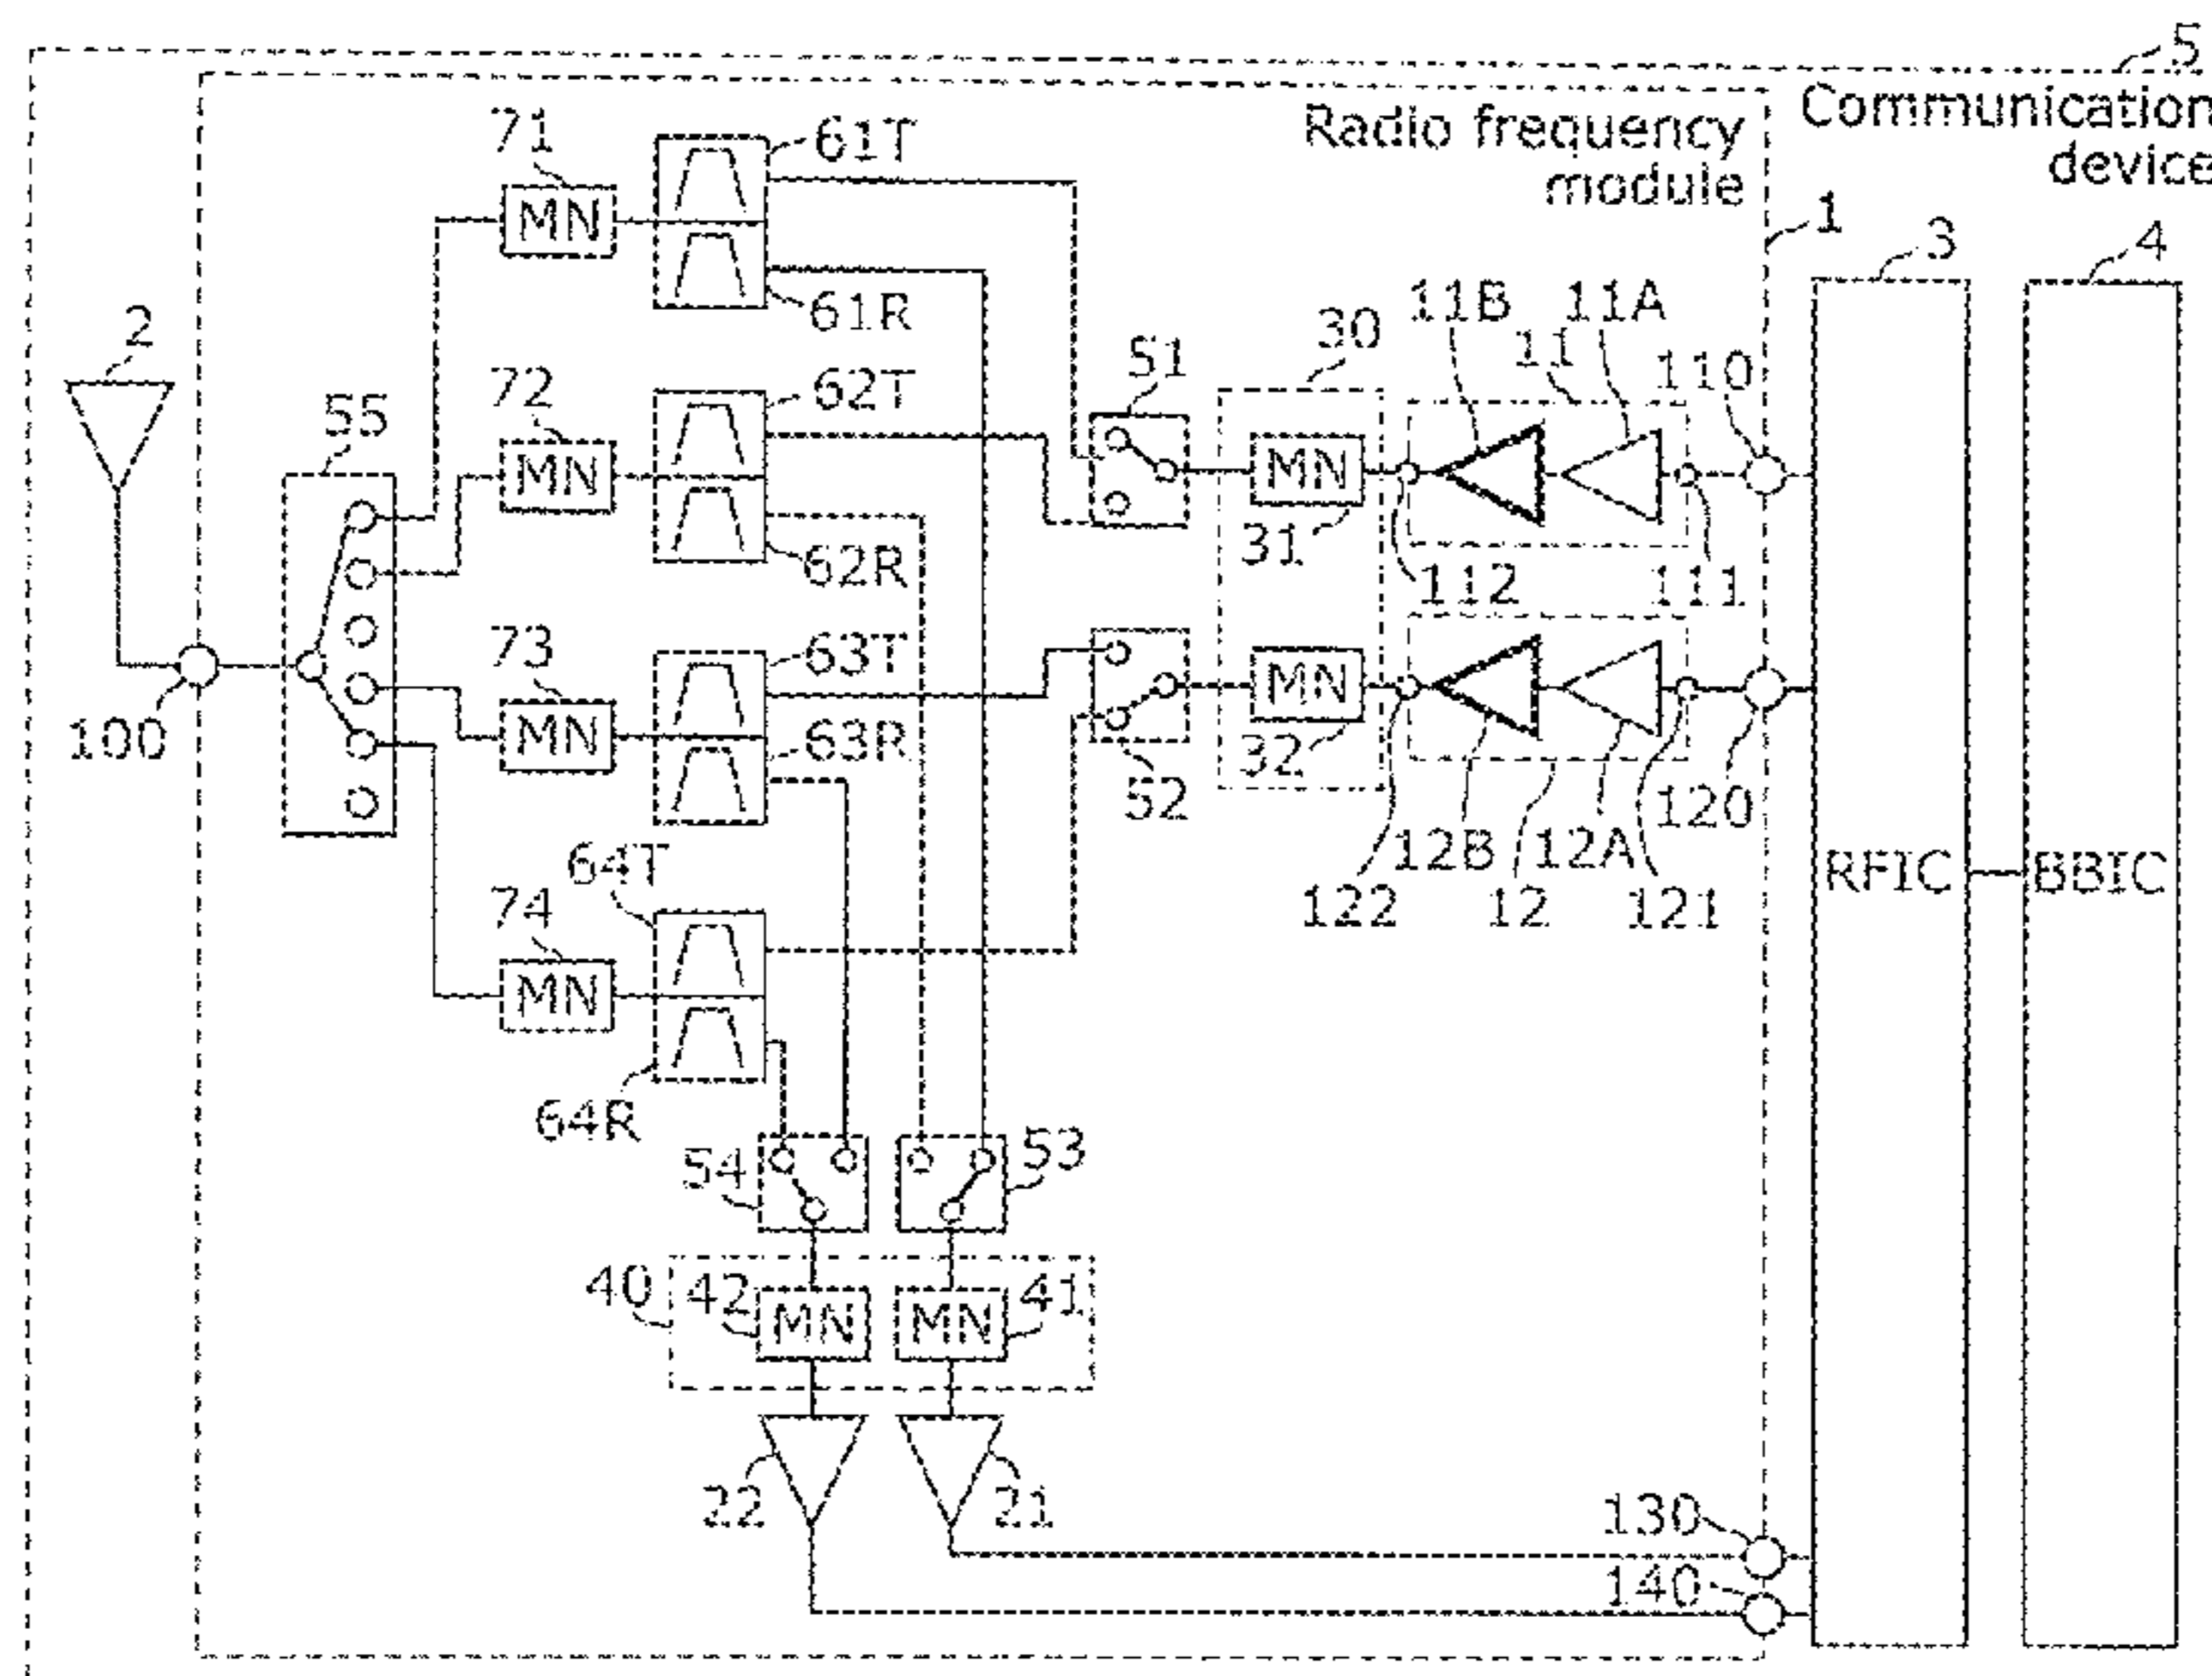 5
Communication
device
Radio frequency
module
1
3
4
71
MN
61T
61R
2
55
72
MN
62T
62R
51
30
11B
11
11A
110
MN
31
112
111
100
73
MN
63T
63R
52
MN
32
122
12B
12
12A
121
120
RFIC
BBIC
64T
74
MN
64R
54
53
40
42
MN
MN
41
22
21
130
140